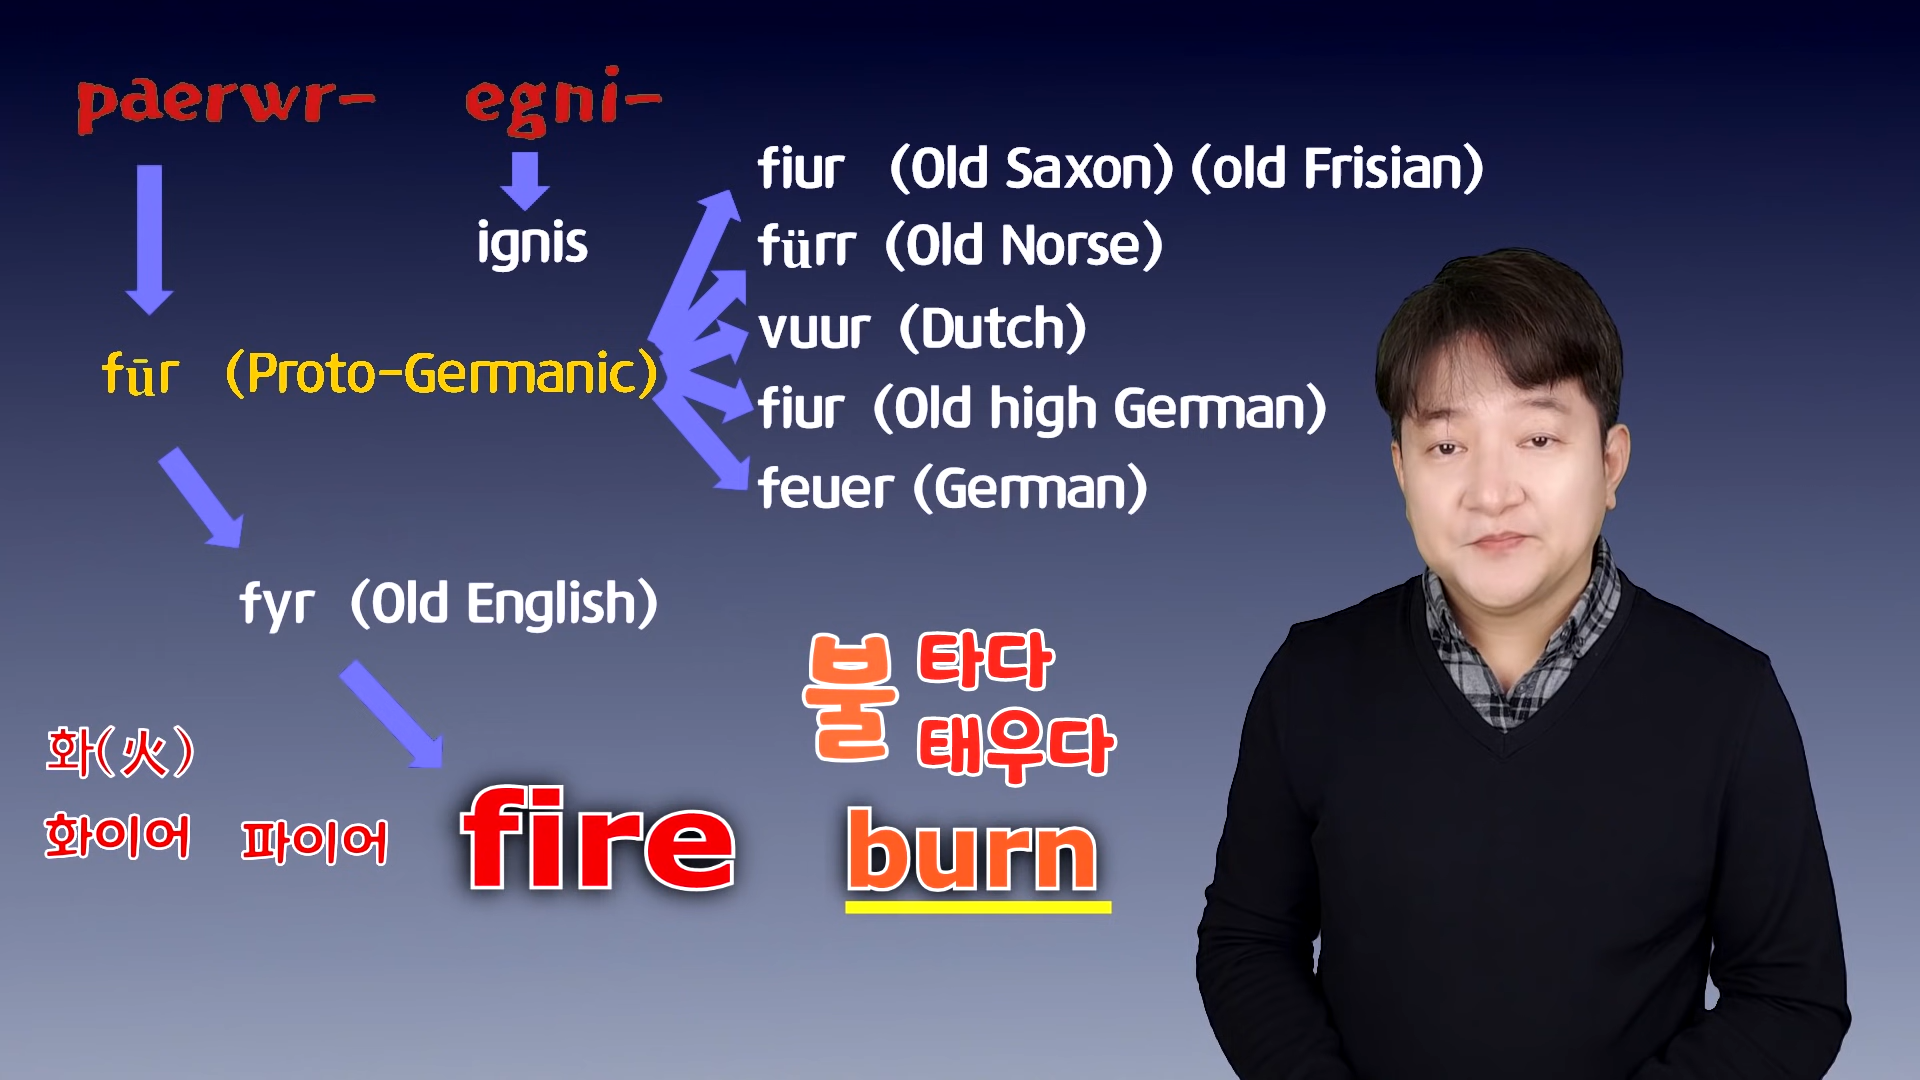 paerwr- egni-
ignis
fūr (Proto-Germanic)
fiur (Old Saxon) (old Frisian)
fürr (Old Norse)
vuur (Dutch)
fiur (Old high German)
feuer (German)
fyr (Old English)
화(火)
화이어 파이어
fire
불 타다
태우다
burn